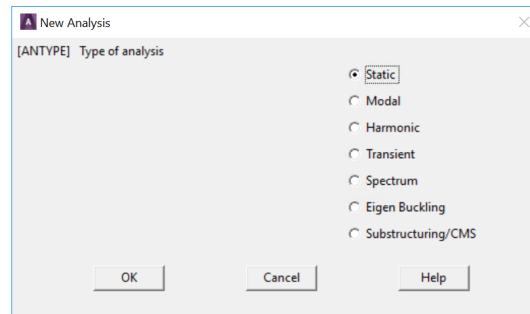 New Analysis
[ANTYPE] Type of analysis
Static
Modal
Harmonic
Transient
Spectrum
Eigen Buckling
Substructuring/CMS
OK Cancel Help